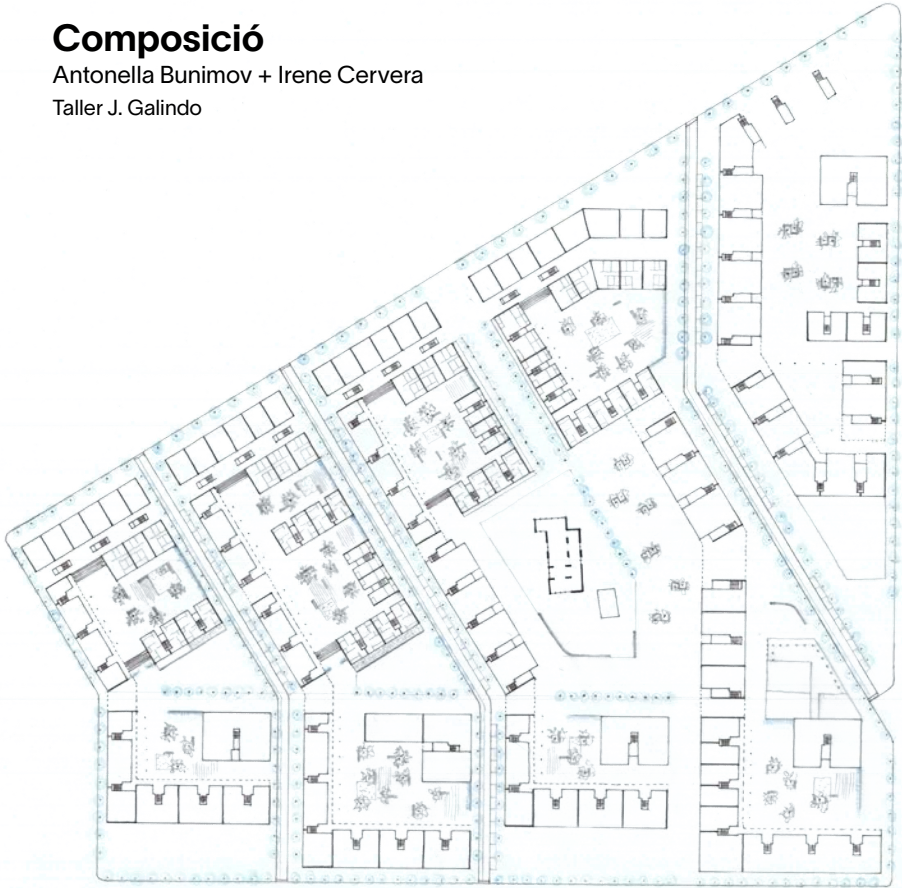 Composició
Antonella Bunimov + Irene Cervera
Taller J. Galindo